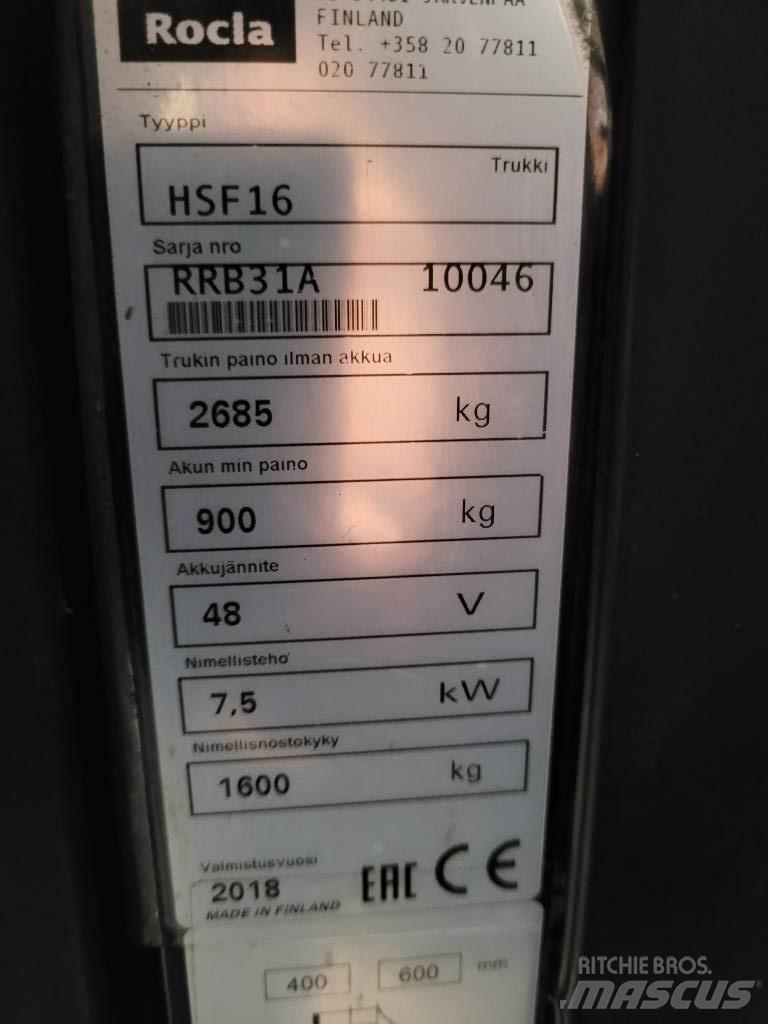 Rocla
FINLAND
Tel. +358 20 77811
020 77811
Tyyppi
Trukki
HSF16
Sarja nro
RRB31A 10046
Trukin paino ilman akkua
2685 kg
Akun min paino
900 kg
Akkujännite
48 V
Nimellisteho
7,5 kW
Nimellisnostokyky
1600 kg
Valmistusvuosi
2018
EAC CE
MADE IN FINLAND
400 600 mm
RITCHIE BROS.
MASCUS